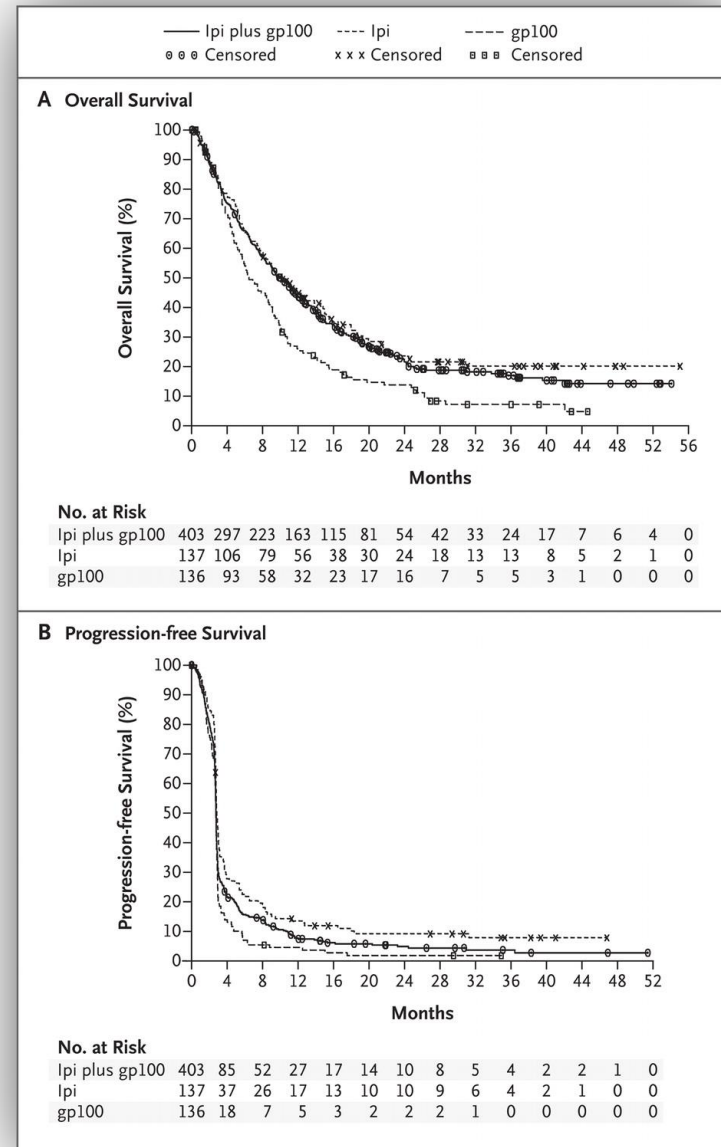 Ipi plus gp100 Ipi gp100
Censored Censored Censored
A Overall Survival
Overall Survival (%)
100
90
80
70
60
50
40
30
20
10
0
0 4 8 12 16 20 24 28 32 36 40 44 48 52 56
Months
No. at Risk
Ipi plus gp100 403 297 223 163 115 81 54 42 33 24 17 7 6 4 0
Ipi 137 106 79 56 38 30 24 18 13 13 8 5 2 1 0
gp100 136 93 58 32 23 17 16 7 5 5 3 1 0 0 0
B Progression-free Survival
Progression-free Survival (%)
100
90
80
70
60
50
40
30
20
10
0
0 4 8 12 16 20 24 28 32 36 40 44 48 52
Months
No. at Risk
Ipi plus gp100 403 85 52 27 17 14 10 8 5 4 2 2 1 0
Ipi 137 37 26 17 13 10 10 9 6 4 2 1 0 0
gp100 136 18 7 5 3 2 2 2 1 0 0 0 0 0